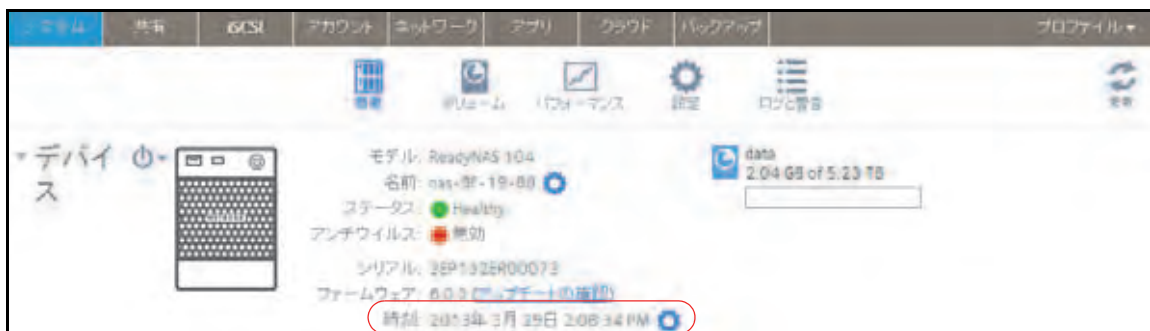 システム 共有 iSCSI アカウント ネットワーク アプリ クラウド バックアップ プロファイル
概要 ボリューム パフォーマンス 設定 ログと警告 更新
デバイス
モデル: ReadyNAS 104
名前: nas-9F-19-88
ステータス: Healthy
アンチウイルス: 無効
シリアル: 2EP132ER00073
ファームウェア: 6.0.0 (アップデートの確認)
時刻: 2013年 3月 29日 2:08:34 PM
data
2.04 GB of 5.23 TB